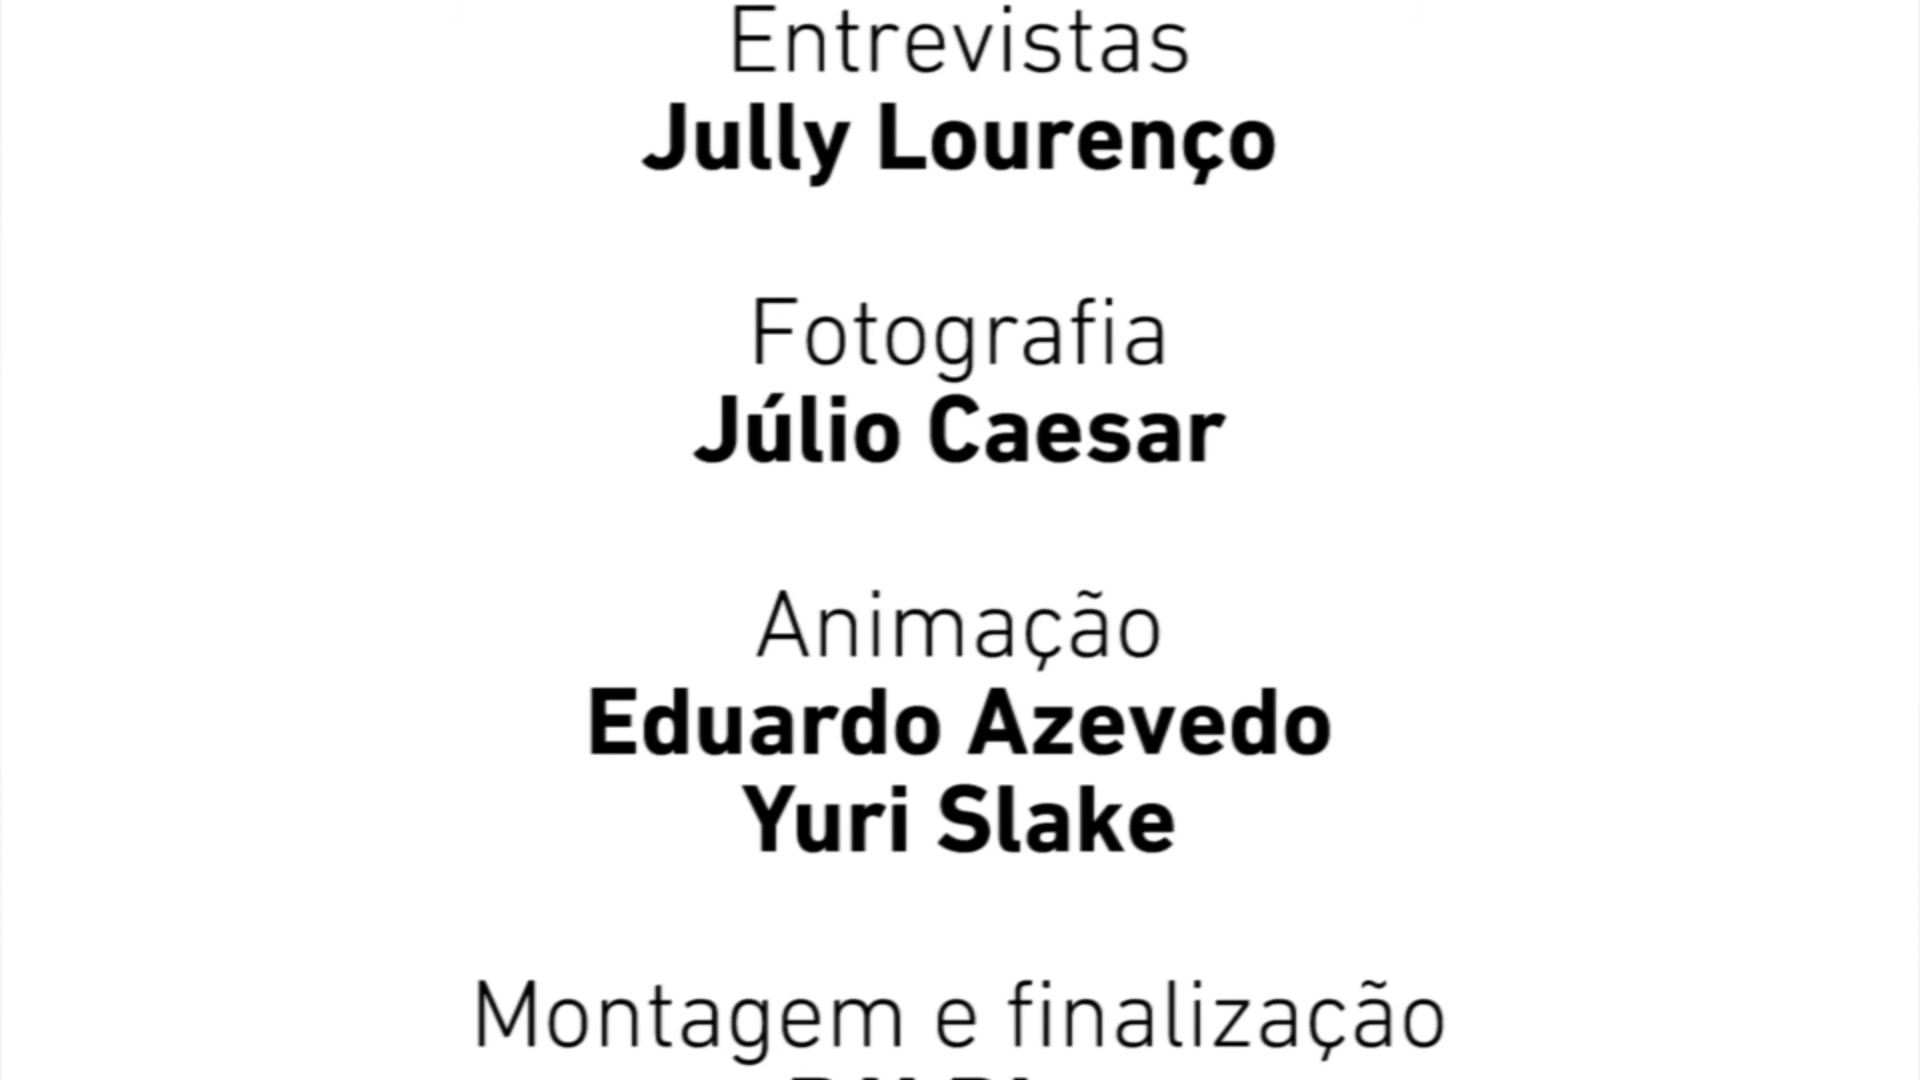 Entrevistas
Jully Lourenço
Fotografia
Júlio Caesar
Animação
Eduardo Azevedo
Yuri Slake
Montagem e finalização